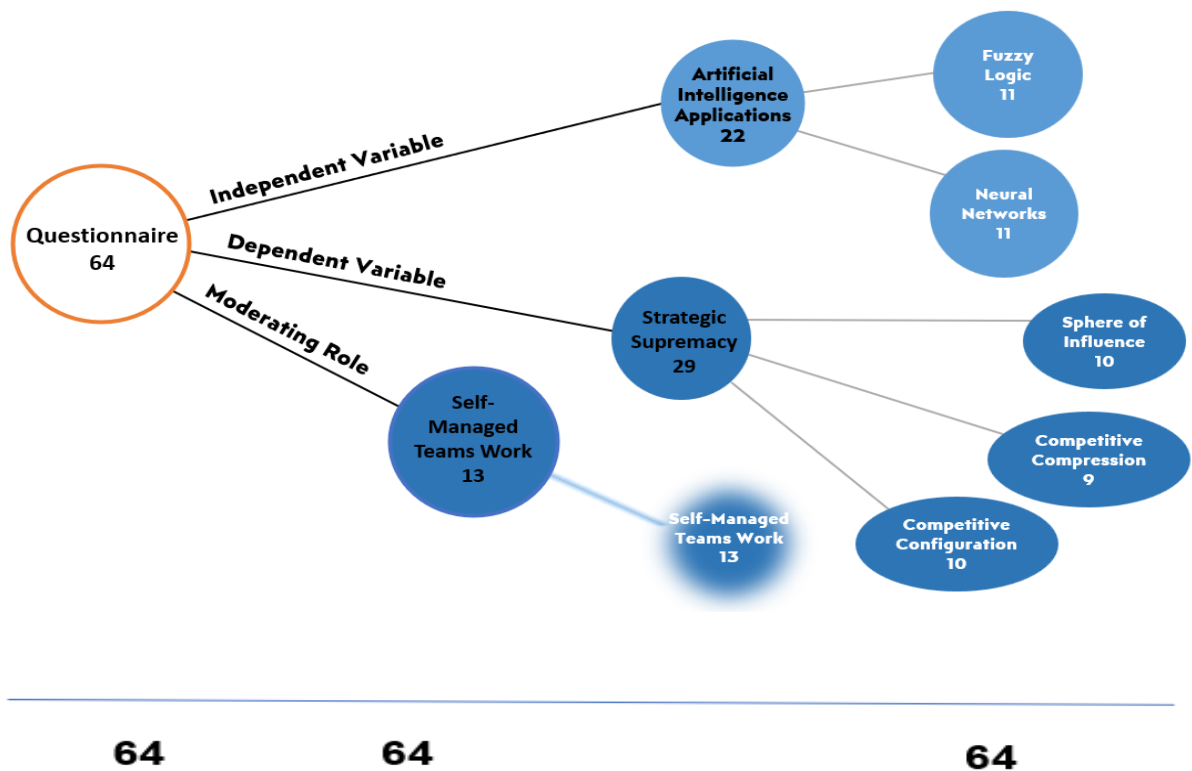 Questionnaire
64
Independent Variable
Dependent Variable
Moderating Role
Artificial
Intelligence
Applications
22
Fuzzy
Logic
11
Neural
Networks
11
Strategic
Supremacy
29
Sphere of
Influence
10
Competitive
Compression
9
Competitive
Configuration
10
Self-
Managed
Teams Work
13
Self-Managed
Teams Work
13
64
64
64